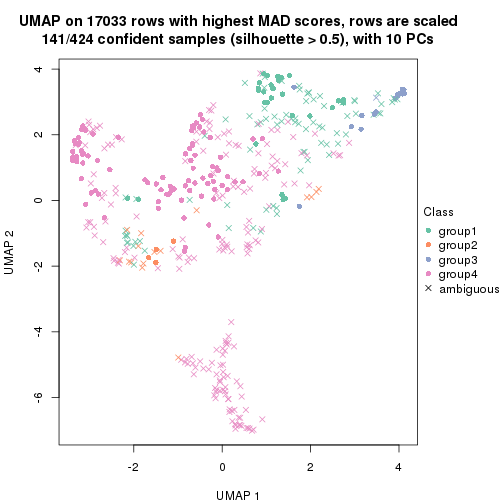 UMAP on 17033 rows with highest MAD scores, rows are scaled
141/424 confident samples (silhouette > 0.5), with 10 PCs
4
2
0
-2
-4
-6
UMAP 2
-2
0
2
4
UMAP 1
Class
group1
group2
group3
group4
ambiguous